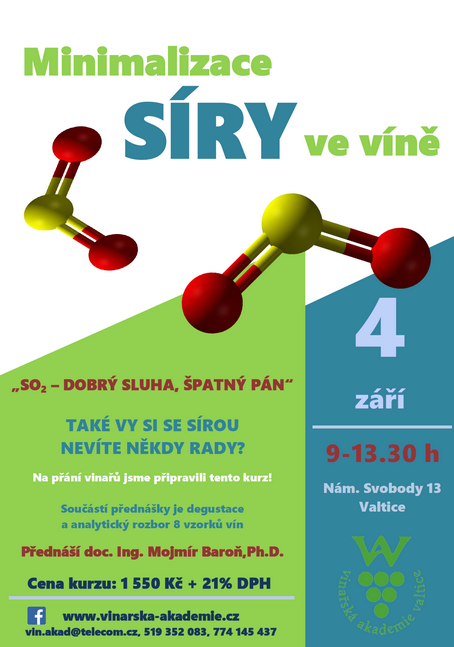 Minimalizace
SÍRY ve víně
4
září
9-13.30 h
Nám. Svobody 13
Valtice
„SO₂ – DOBRÝ SLUHA, ŠPATNÝ PÁN“
TAKÉ VY SI SE SÍROU
NEVÍTE NĚKDY RADY?
Na přání vinařů jsme připravili tento kurz!
Součástí přednášky je degustace
a analytický rozbor 8 vzorků vín
Přednáší doc. Ing. Mojmír Baroň,Ph.D.
Cena kurzu: 1 550 Kč + 21% DPH
www.vinarska-akademie.cz
vin.akad@telecom.cz, 519 352 083, 774 145 437
vinařská akademie valtice